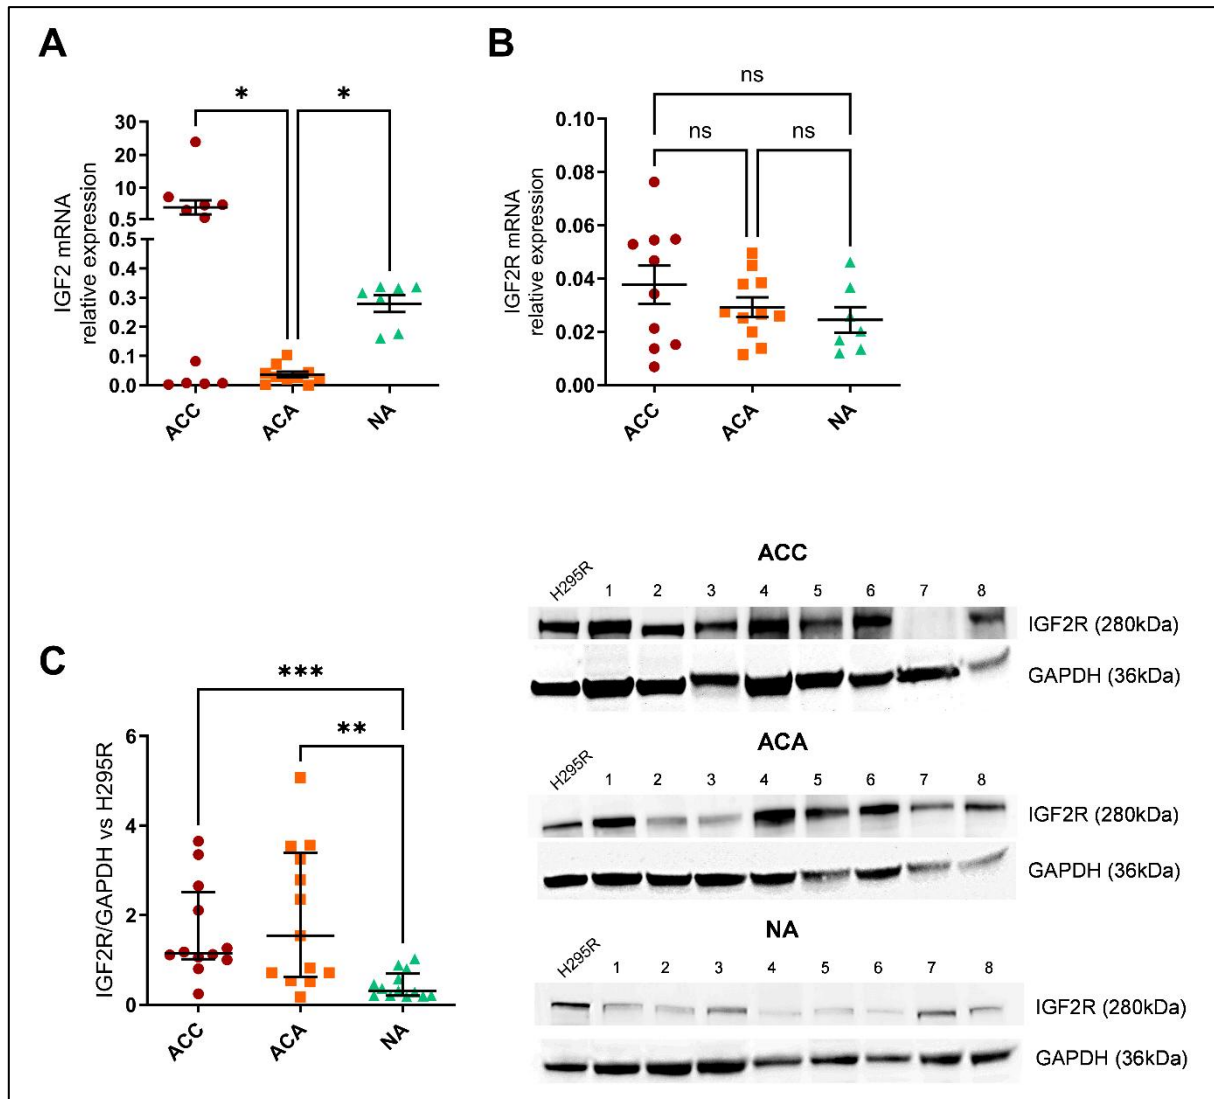 A
B
*
*
ns
ns
ns
IGF2 mRNA
relative expression
30
20
10
0.5
0.5
0.4
0.3
0.2
0.1
0.0
ACC
ACA
NA
IGF2R mRNA
relative expression
0.10
0.08
0.06
0.04
0.02
0.00
ACC
ACA
NA
C
***
**
IGF2R/GAPDH vs H295R
6
4
2
0
ACC
ACA
NA
ACC
H295R 1 2 3 4 5 6 7 8
IGF2R (280kDa)
GAPDH (36kDa)
ACA
H295R 1 2 3 4 5 6 7 8
IGF2R (280kDa)
GAPDH (36kDa)
NA
H295R 1 2 3 4 5 6 7 8
IGF2R (280kDa)
GAPDH (36kDa)